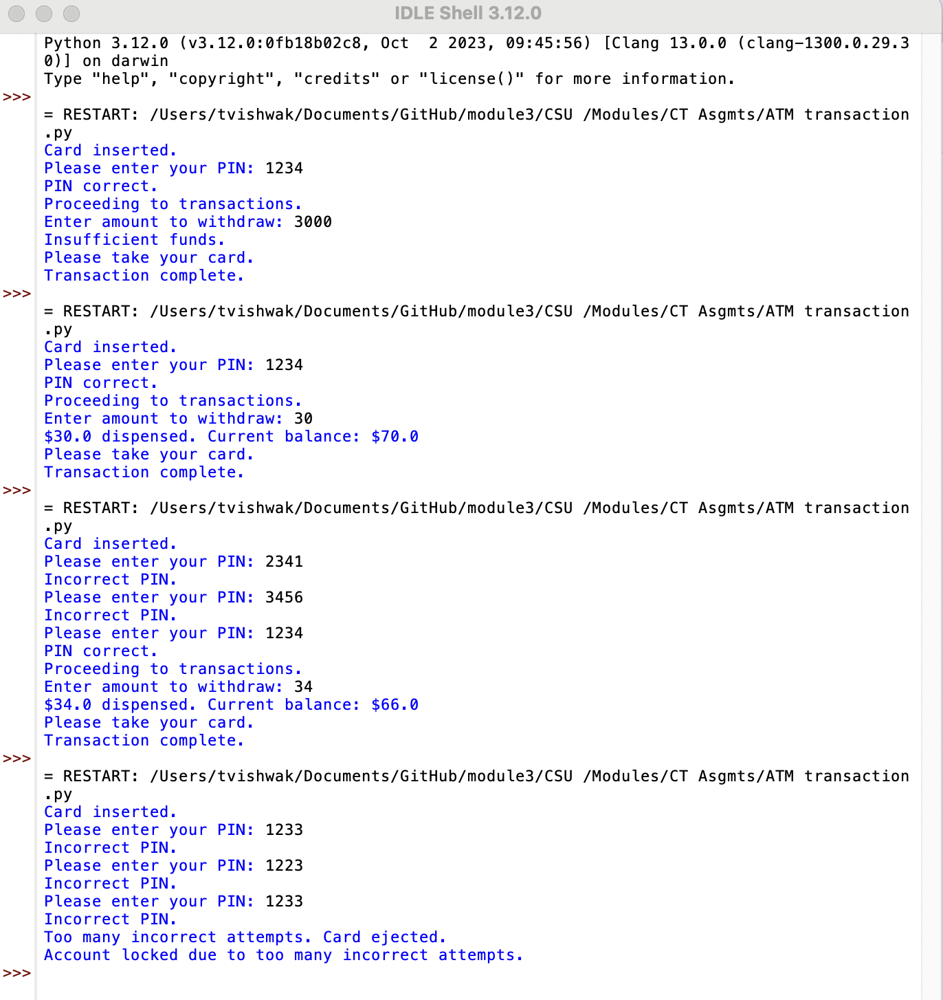 IDLE Shell 3.12.0
Python 3.12.0 (v3.12.0:0fb18b02c8, Oct  2 2023, 09:45:56) [Clang 13.0.0 (clang-1300.0.29.3
0)] on darwin
Type "help", "copyright", "credits" or "license()" for more information.
>>>
= RESTART: /Users/tvishwak/Documents/GitHub/module3/CSU /Modules/CT Asgmts/ATM transaction
.py
Card inserted.
Please enter your PIN: 1234
PIN correct.
Proceeding to transactions.
Enter amount to withdraw: 3000
Insufficient funds.
Please take your card.
Transaction complete.
>>>
= RESTART: /Users/tvishwak/Documents/GitHub/module3/CSU /Modules/CT Asgmts/ATM transaction
.py
Card inserted.
Please enter your PIN: 1234
PIN correct.
Proceeding to transactions.
Enter amount to withdraw: 30
$30.0 dispensed. Current balance: $70.0
Please take your card.
Transaction complete.
>>>
= RESTART: /Users/tvishwak/Documents/GitHub/module3/CSU /Modules/CT Asgmts/ATM transaction
.py
Card inserted.
Please enter your PIN: 2341
Incorrect PIN.
Please enter your PIN: 3456
Incorrect PIN.
Please enter your PIN: 1234
PIN correct.
Proceeding to transactions.
Enter amount to withdraw: 34
$34.0 dispensed. Current balance: $66.0
Please take your card.
Transaction complete.
>>>
= RESTART: /Users/tvishwak/Documents/GitHub/module3/CSU /Modules/CT Asgmts/ATM transaction
.py
Card inserted.
Please enter your PIN: 1233
Incorrect PIN.
Please enter your PIN: 1223
Incorrect PIN.
Please enter your PIN: 1233
Incorrect PIN.
Too many incorrect attempts. Card ejected.
Account locked due to too many incorrect attempts.
>>>